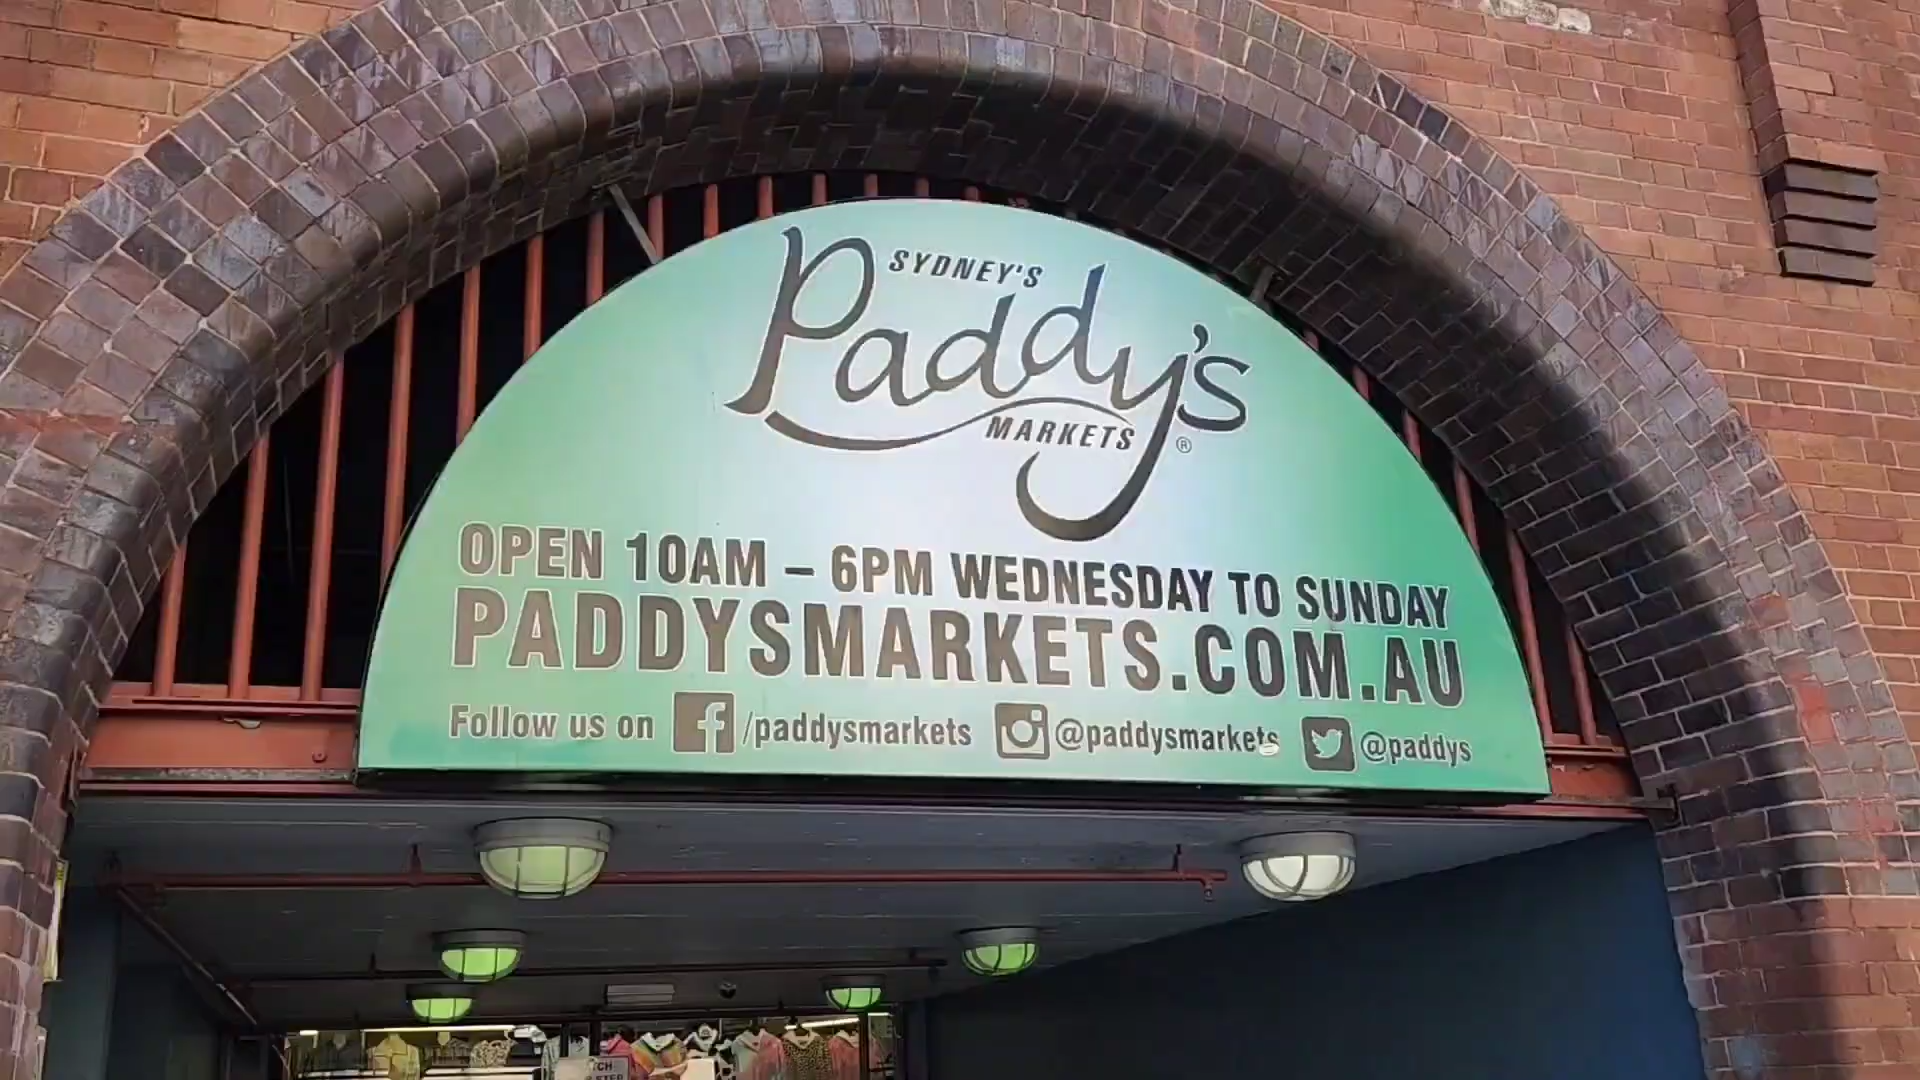 SYDNEY'S
Paddy's
MARKETS ®
OPEN 10AM – 6PM WEDNESDAY TO SUNDAY
PADDYSMARKETS.COM.AU
Follow us on /paddysmarkets @paddysmarkets @paddys